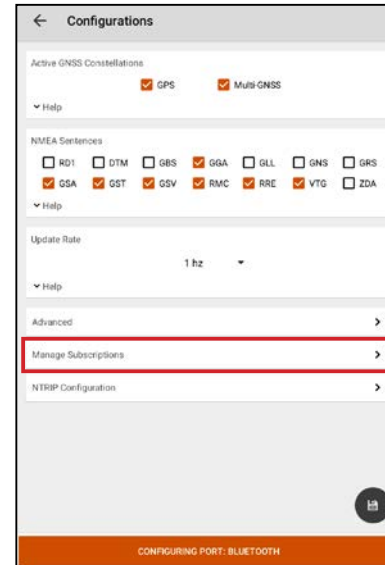 Configurations
Active GNSS Constellations
GPS Multi-GNSS
Help
NMEA Sentences
RD1 DTM GBS GGA GLL GNS GRS
GSA GST GSV RMC RRE VTG ZDA
Help
Update Rate
1 hz
Help
Advanced
Manage Subscriptions
NTRIP Configuration
CONFIGURING PORT: BLUETOOTH